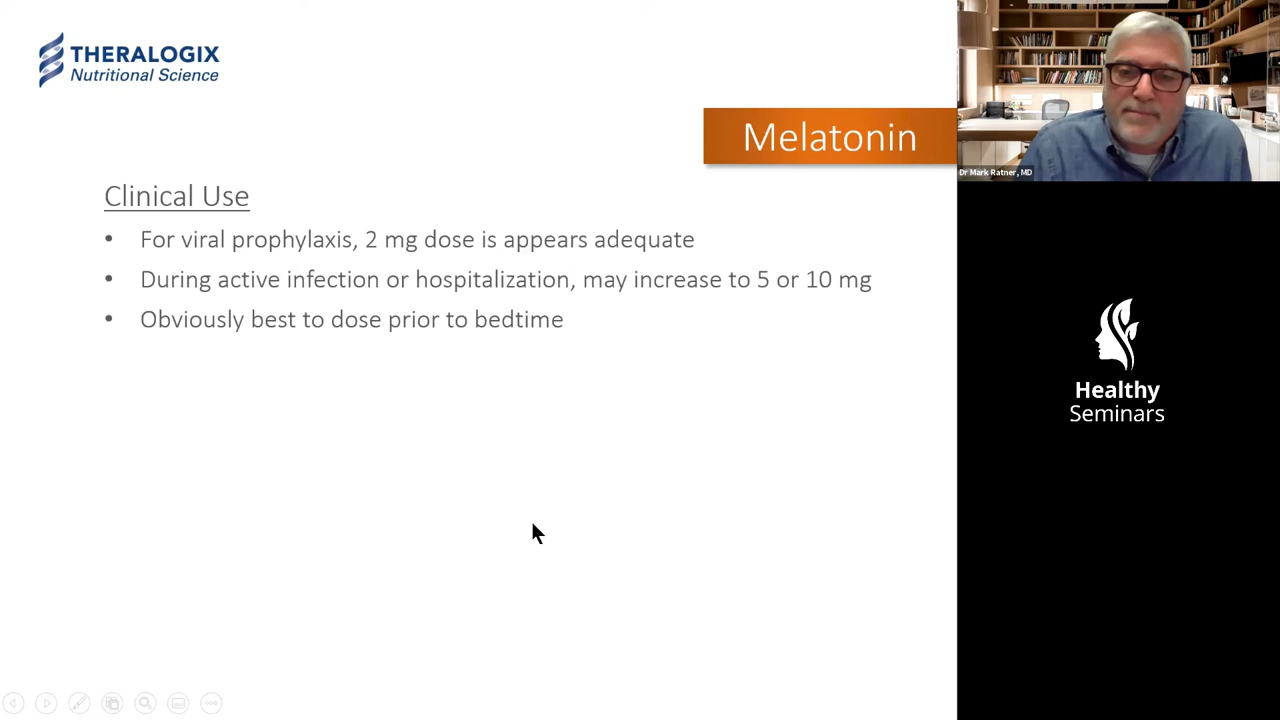 THERALOGIX
Nutritional Science
Melatonin
Dr Mark Ratner, MD
Clinical Use
• For viral prophylaxis, 2 mg dose is appears adequate
• During active infection or hospitalization, may increase to 5 or 10 mg
• Obviously best to dose prior to bedtime
Healthy
Seminars